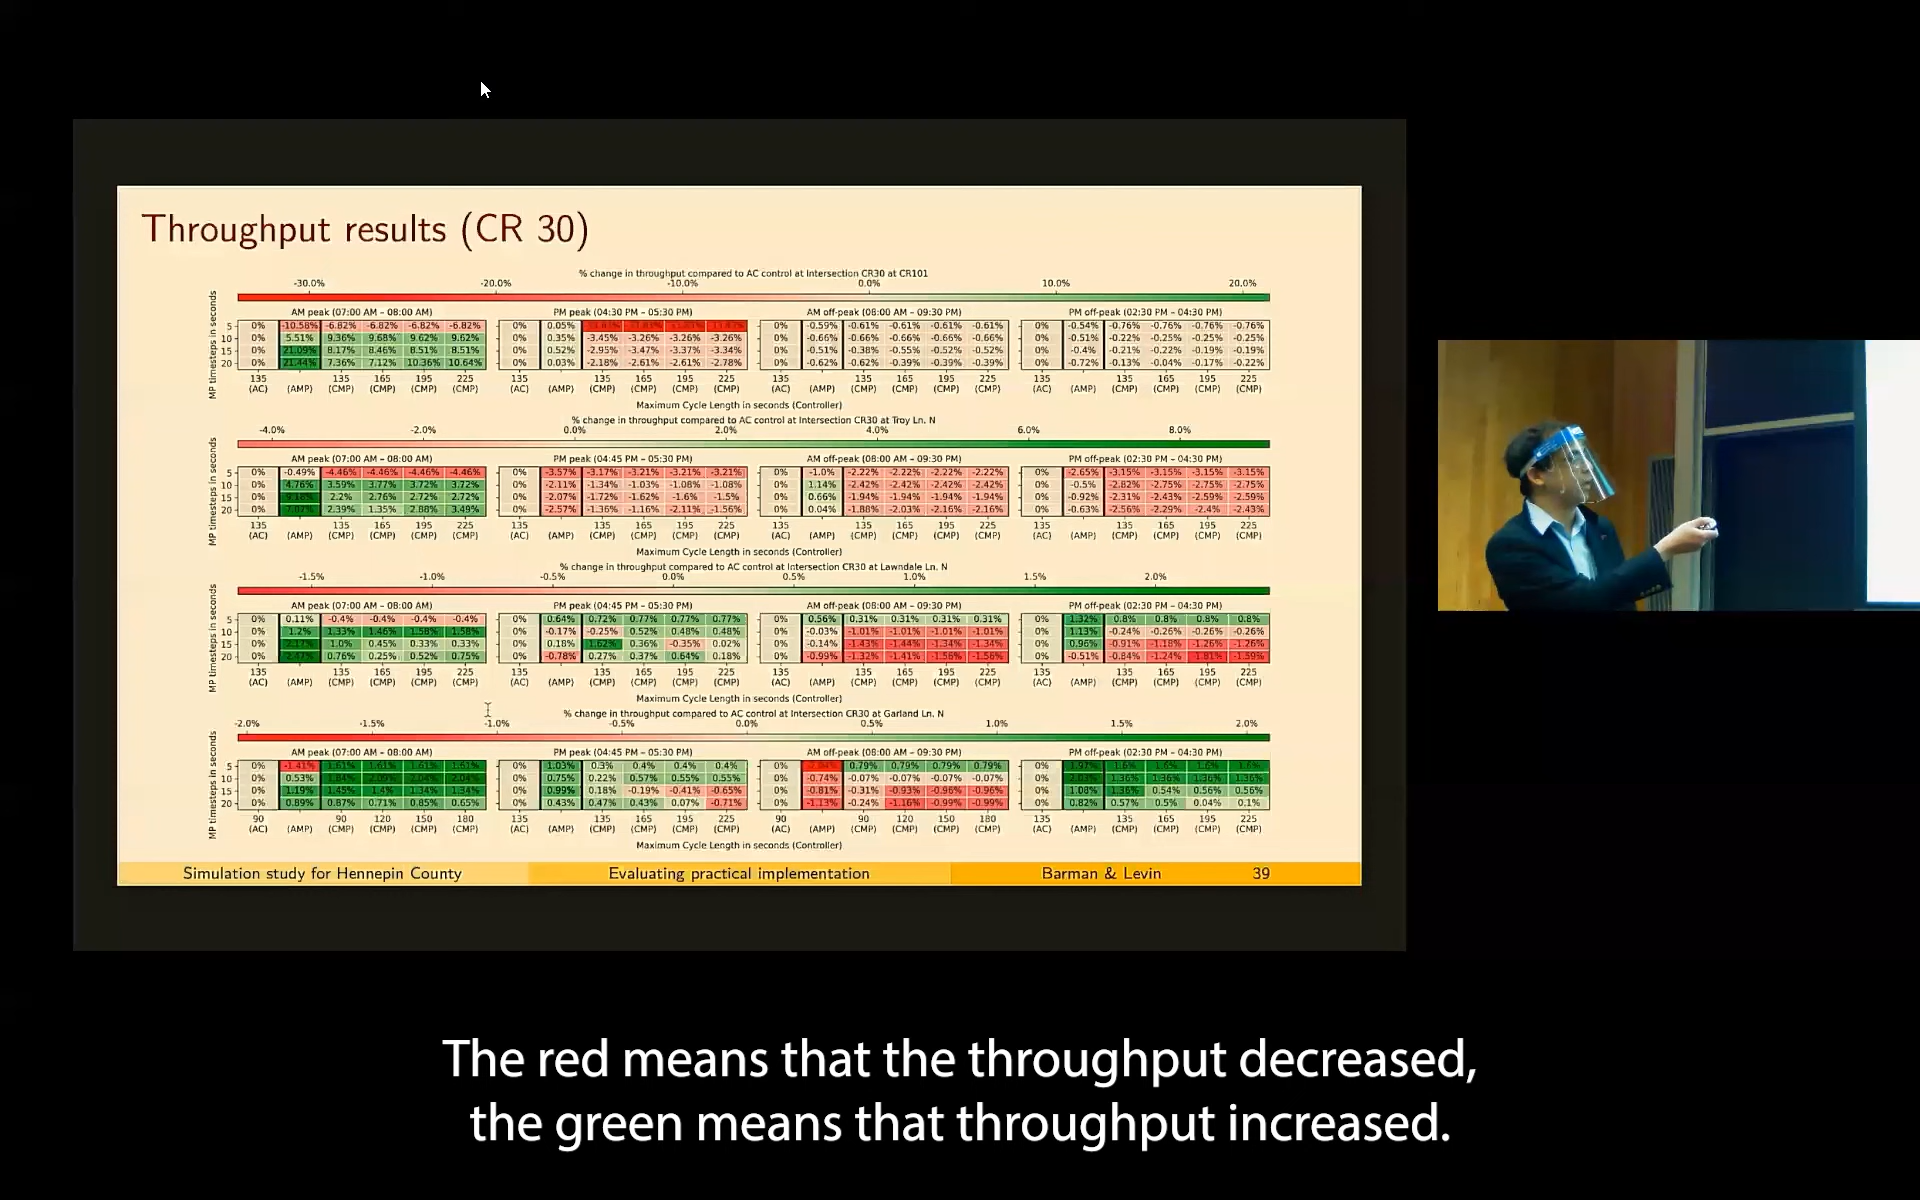 Throughput results (CR 30)
% change in throughput compared to AC control at Intersection CR30 at CR101
-30.0% -20.0% -10.0% 0.0% 10.0% 20.0%
MP timesteps in seconds
AM peak (07:00 AM – 08:00 AM) PM peak (04:30 PM – 05:30 PM) AM off-peak (08:00 AM – 09:30 PM) PM off-peak (02:30 PM – 04:30 PM)
5 0% -10.58% -6.82% -6.82% -6.82% -6.82% 0% 0.05% 0% -0.59% -0.61% -0.61% -0.61% -0.61% 0% -0.54% -0.76% -0.76% -0.76% -0.76%
10 0% 5.51% 9.36% 9.68% 9.62% 9.62% 0% 0.35% -3.45% -3.26% -3.26% -3.26% 0% -0.66% -0.66% -0.66% -0.66% -0.66% 0% -0.51% -0.22% -0.25% -0.25% -0.25%
15 0% 21.09% 8.17% 8.46% 8.51% 8.51% 0% 0.52% -2.95% -3.47% -3.37% -3.34% 0% -0.51% -0.38% -0.55% -0.52% -0.52% 0% -0.4% -0.21% -0.22% -0.19% -0.19%
20 0% 21.44% 7.36% 7.12% 10.36% 10.64% 0% 0.03% -2.18% -2.61% -2.61% -2.78% 0% -0.62% -0.62% -0.39% -0.39% -0.39% 0% -0.72% -0.13% -0.04% -0.17% -0.22%
135 135 165 195 225 135 135 165 195 225 135 135 165 195 225 135 135 165 195 225
(AC) (AMP) (CMP) (CMP) (CMP) (CMP) (AC) (AMP) (CMP) (CMP) (CMP) (CMP) (AC) (AMP) (CMP) (CMP) (CMP) (CMP) (AC) (AMP) (CMP) (CMP) (CMP) (CMP)
Maximum Cycle Length in seconds (Controller)
% change in throughput compared to AC control at Intersection CR30 at Troy Ln. N
-4.0% -2.0% 0.0% 2.0% 4.0% 6.0% 8.0%
MP timesteps in seconds
AM peak (07:00 AM – 08:00 AM) PM peak (04:45 PM – 05:30 PM) AM off-peak (08:00 AM – 09:30 PM) PM off-peak (02:30 PM – 04:30 PM)
5 0% -0.49% -4.46% -4.46% -4.46% -4.46% 0% -3.57% -3.17% -3.21% -3.21% -3.21% 0% -1.0% -2.22% -2.22% -2.22% -2.22% 0% -2.65% -3.15% -3.15% -3.15% -3.15%
10 0% 4.76% 3.59% 3.77% 3.72% 3.72% 0% -2.11% -1.34% -1.03% -1.08% -1.08% 0% 1.14% -2.42% -2.42% -2.42% -2.42% 0% -0.5% -2.82% -2.75% -2.75% -2.75%
15 0% 2.2% 2.76% 2.72% 2.72% 0% -2.07% -1.72% -1.62% -1.6% -1.5% 0% 0.66% -1.94% -1.94% -1.94% -1.94% 0% -0.92% -2.31% -2.43% -2.59% -2.59%
20 0% 2.39% 1.35% 2.88% 3.49% 0% -2.57% -1.36% -1.16% -2.11% -1.56% 0% 0.04% -1.88% -2.03% -2.16% -2.16% 0% -0.63% -2.56% -2.29% -2.4% -2.43%
135 135 165 195 225 135 135 165 195 225 135 135 165 195 225 135 135 165 195 225
(AC) (AMP) (CMP) (CMP) (CMP) (CMP) (AC) (AMP) (CMP) (CMP) (CMP) (CMP) (AC) (AMP) (CMP) (CMP) (CMP) (CMP) (AC) (AMP) (CMP) (CMP) (CMP) (CMP)
Maximum Cycle Length in seconds (Controller)
% change in throughput compared to AC control at Intersection CR30 at Lawndale Ln. N
-1.5% -1.0% -0.5% 0.0% 0.5% 1.0% 1.5% 2.0%
MP timesteps in seconds
AM peak (07:00 AM – 08:00 AM) PM peak (04:45 PM – 05:30 PM) AM off-peak (08:00 AM – 09:30 PM) PM off-peak (02:30 PM – 04:30 PM)
5 0% 0.11% -0.4% -0.4% -0.4% -0.4% 0% 0.64% 0.72% 0.77% 0.77% 0.77% 0% 0.56% 0.31% 0.31% 0.31% 0.31% 0% 1.32% 0.8% 0.8% 0.8% 0.8%
10 0% 1.2% 1.33% 1.46% 1.58% 1.58% 0% -0.17% -0.25% 0.52% 0.48% 0.48% 0% -0.03% -1.01% -1.01% -1.01% -1.01% 0% 1.13% -0.24% -0.26% -0.26% -0.26%
15 0% 1.0% 0.45% 0.33% 0.33% 0% 0.18% 1.62% 0.36% -0.35% 0.02% 0% -0.14% -1.43% -1.44% -1.34% -1.34% 0% 0.96% -0.91% -1.18% -1.26% -1.26%
20 0% 0.76% 0.25% 0.52% 0.75% 0% -0.78% 0.27% 0.37% 0.64% 0.18% 0% -0.99% -1.32% -1.41% -1.56% -1.56% 0% -0.51% -0.84% -1.24% -1.81% -1.59%
135 135 165 195 225 135 135 165 195 225 135 135 165 195 225 135 135 165 195 225
(AC) (AMP) (CMP) (CMP) (CMP) (CMP) (AC) (AMP) (CMP) (CMP) (CMP) (CMP) (AC) (AMP) (CMP) (CMP) (CMP) (CMP) (AC) (AMP) (CMP) (CMP) (CMP) (CMP)
Maximum Cycle Length in seconds (Controller)
% change in throughput compared to AC control at Intersection CR30 at Garland Ln. N
-2.0% -1.5% -1.0% -0.5% 0.0% 0.5% 1.0% 1.5% 2.0%
MP timesteps in seconds
AM peak (07:00 AM – 08:00 AM) PM peak (04:45 PM – 05:30 PM) AM off-peak (08:00 AM – 09:30 PM) PM off-peak (02:30 PM – 04:30 PM)
5 0% -1.41% 1.61% 1.61% 1.61% 1.61% 0% 1.03% 0.3% 0.4% 0.4% 0.4% 0% 0.79% 0.79% 0.79% 0.79% 0% 1.97% 1.6% 1.6% 1.6% 1.6%
10 0% 0.53% 1.84% 2.09% 2.04% 2.04% 0% 0.75% 0.22% 0.57% 0.55% 0.55% 0% -0.74% -0.07% -0.07% -0.07% -0.07% 0% 2.03% 1.36% 1.36% 1.36% 1.36%
15 0% 1.19% 1.45% 1.4% 1.34% 1.34% 0% 0.99% 0.18% -0.19% -0.41% -0.65% 0% -0.81% -0.31% -0.93% -0.96% -0.96% 0% 1.08% 1.36% 0.54% 0.56% 0.56%
20 0% 0.89% 0.87% 0.71% 0.85% 0.65% 0% 0.43% 0.47% 0.43% 0.07% -0.71% 0% -1.13% -0.24% -1.16% -0.99% -0.99% 0% 0.82% 0.57% 0.5% 0.04% 0.1%
90 90 120 150 180 135 135 165 195 225 90 90 120 150 180 135 135 165 195 225
(AC) (AMP) (CMP) (CMP) (CMP) (CMP) (AC) (AMP) (CMP) (CMP) (CMP) (CMP) (AC) (AMP) (CMP) (CMP) (CMP) (CMP) (AC) (AMP) (CMP) (CMP) (CMP) (CMP)
Maximum Cycle Length in seconds (Controller)
Simulation study for Hennepin County Evaluating practical implementation Barman & Levin 39
The red means that the throughput decreased,
the green means that throughput increased.